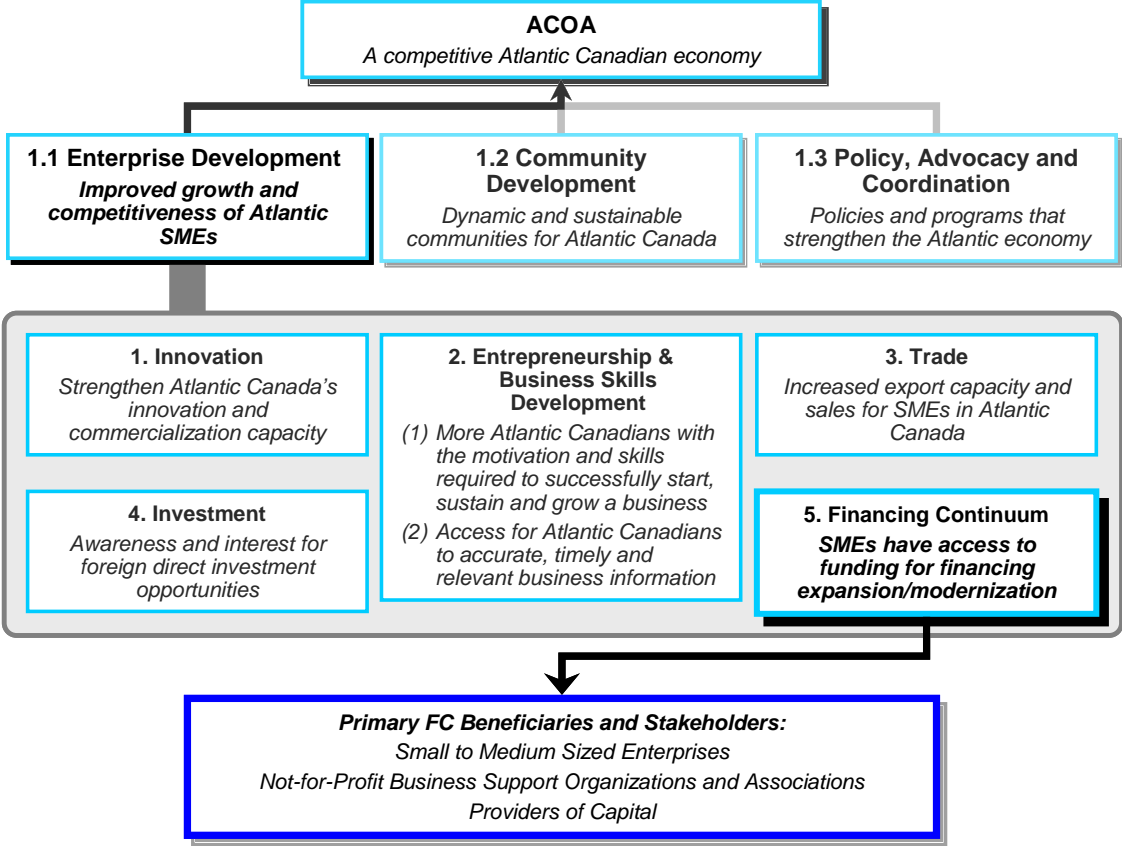 ACOA
A competitive Atlantic Canadian economy
1.1 Enterprise Development
Improved growth and
competitiveness of Atlantic
SMEs
1.2 Community
Development
Dynamic and sustainable
communities for Atlantic Canada
1.3 Policy, Advocacy and
Coordination
Policies and programs that
strengthen the Atlantic economy
1. Innovation
Strengthen Atlantic Canada's
innovation and
commercialization capacity
2. Entrepreneurship &
Business Skills
Development
(1) More Atlantic Canadians with
the motivation and skills
required to successfully start,
sustain and grow a business
(2) Access for Atlantic Canadians
to accurate, timely and
relevant business information
3. Trade
Increased export capacity and
sales for SMEs in Atlantic
Canada
4. Investment
Awareness and interest for
foreign direct investment
opportunities
5. Financing Continuum
SMEs have access to
funding for financing
expansion/modernization
Primary FC Beneficiaries and Stakeholders:
Small to Medium Sized Enterprises
Not-for-Profit Business Support Organizations and Associations
Providers of Capital